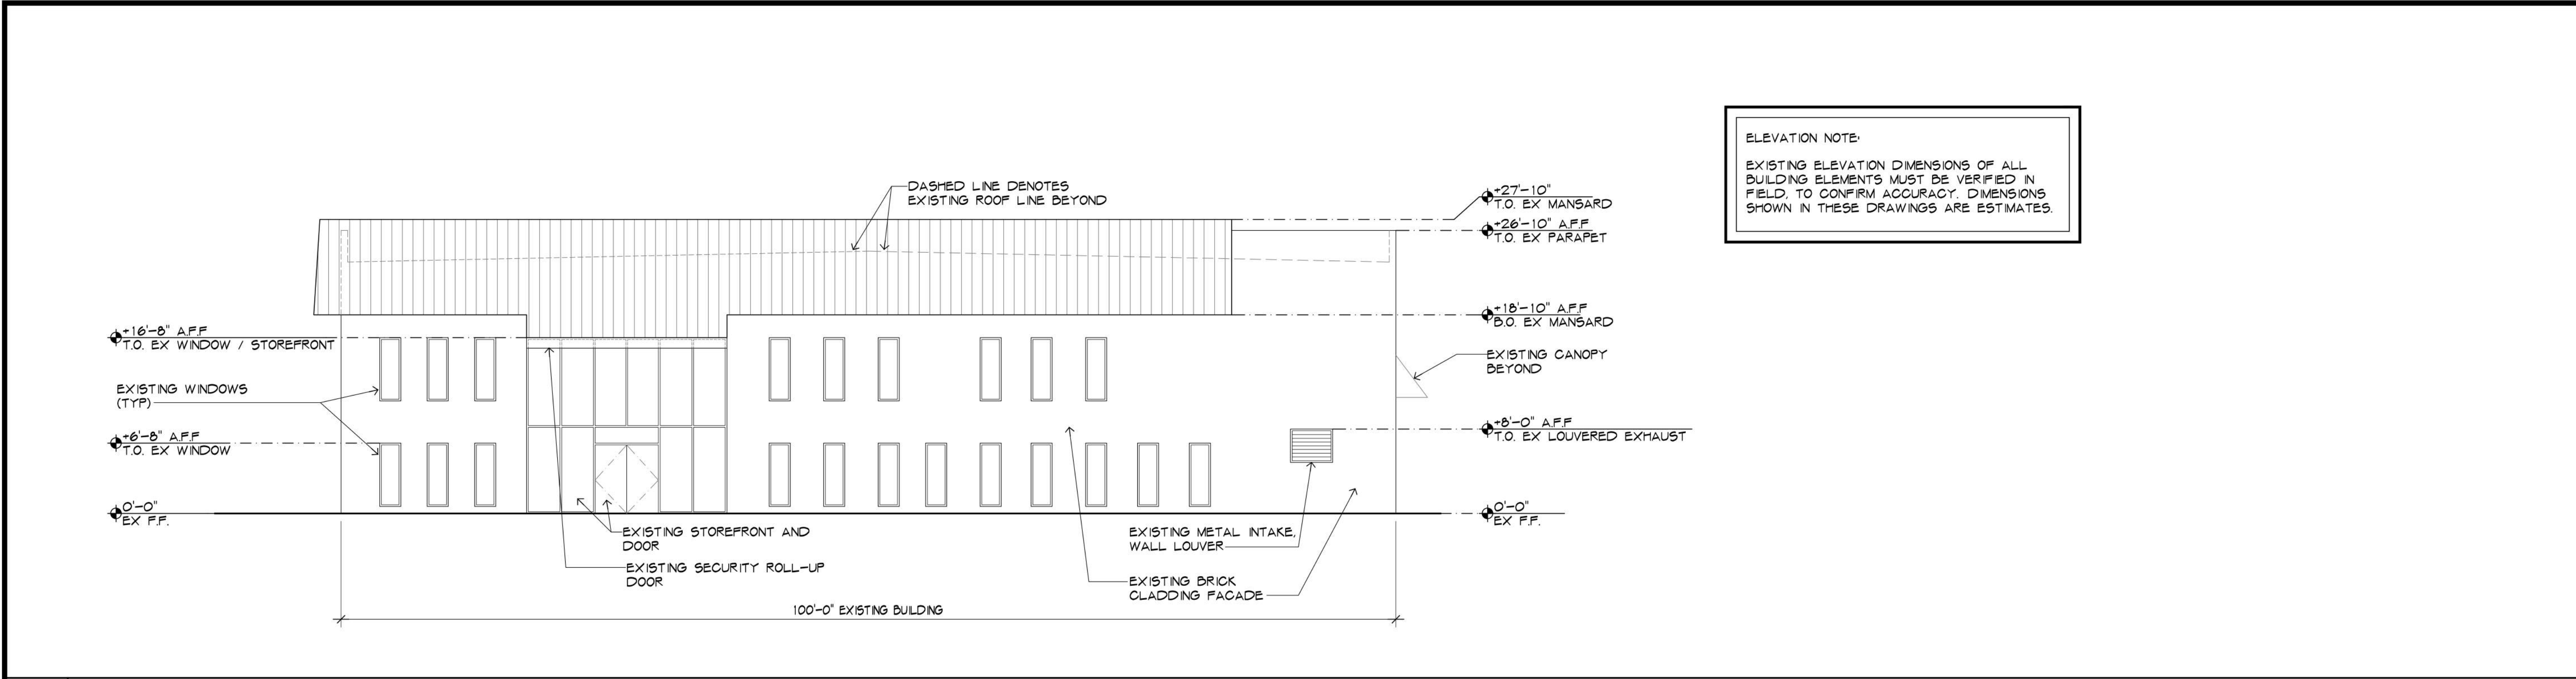 ELEVATION NOTE:
EXISTING ELEVATION DIMENSIONS OF ALL
BUILDING ELEMENTS MUST BE VERIFIED IN
FIELD, TO CONFIRM ACCURACY. DIMENSIONS
SHOWN IN THESE DRAWINGS ARE ESTIMATES.
DASHED LINE DENOTES
EXISTING ROOF LINE BEYOND
+27'-10"
T.O. EX MANSARD
+26'-10" A.F.F
T.O. EX PARAPET
+18'-10" A.F.F
B.O. EX MANSARD
+16'-8" A.F.F
T.O. EX WINDOW / STOREFRONT
EXISTING CANOPY
BEYOND
EXISTING WINDOWS
(TYP)
+8'-0" A.F.F
T.O. EX LOUVERED EXHAUST
+6'-8" A.F.F
T.O. EX WINDOW
0'-0"
EX F.F.
0'-0"
EX F.F.
EXISTING STOREFRONT AND
DOOR
EXISTING METAL INTAKE,
WALL LOUVER
EXISTING SECURITY ROLL-UP
DOOR
EXISTING BRICK
CLADDING FACADE
100'-0" EXISTING BUILDING